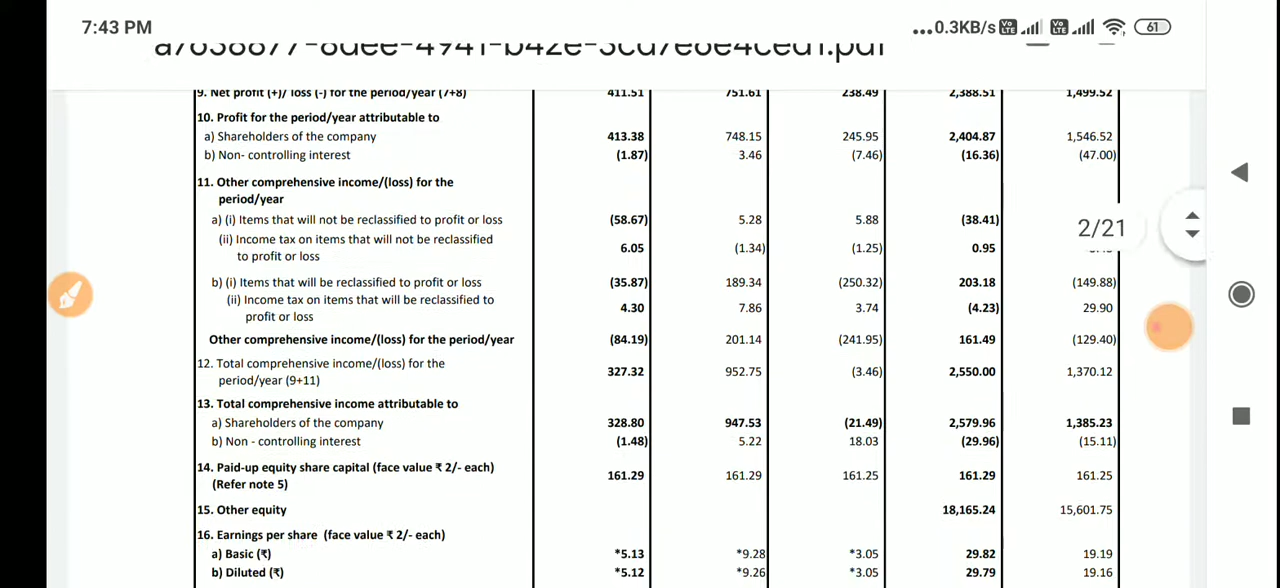 7:43 PM ...0.3KB/s Vo LTE Vo LTE 61
9. Net profit (+)/ loss (-) for the period/year (7+8) 411.51 751.61 238.49 2,388.51 1,499.52
10. Profit for the period/year attributable to
a) Shareholders of the company 413.38 748.15 245.95 2,404.87 1,546.52
b) Non- controlling interest (1.87) 3.46 (7.46) (16.36) (47.00)
11. Other comprehensive income/(loss) for the
period/year
a) (i) Items that will not be reclassified to profit or loss (58.67) 5.28 5.88 (38.41)
2/21
(ii) Income tax on items that will not be reclassified
to profit or loss 6.05 (1.34) (1.25) 0.95
b) (i) Items that will be reclassified to profit or loss (35.87) 189.34 (250.32) 203.18 (149.88)
(ii) Income tax on items that will be reclassified to
profit or loss 4.30 7.86 3.74 (4.23) 29.90
Other comprehensive income/(loss) for the period/year (84.19) 201.14 (241.95) 161.49 (129.40)
12. Total comprehensive income/(loss) for the
period/year (9+11) 327.32 952.75 (3.46) 2,550.00 1,370.12
13. Total comprehensive income attributable to
a) Shareholders of the company 328.80 947.53 (21.49) 2,579.96 1,385.23
b) Non - controlling interest (1.48) 5.22 18.03 (29.96) (15.11)
14. Paid-up equity share capital (face value ₹ 2/- each)
(Refer note 5) 161.29 161.29 161.25 161.29 161.25
15. Other equity 18,165.24 15,601.75
16. Earnings per share (face value ₹ 2/- each)
a) Basic (₹) *5.13 *9.28 *3.05 29.82 19.19
b) Diluted (₹) *5.12 *9.26 *3.05 29.79 19.16